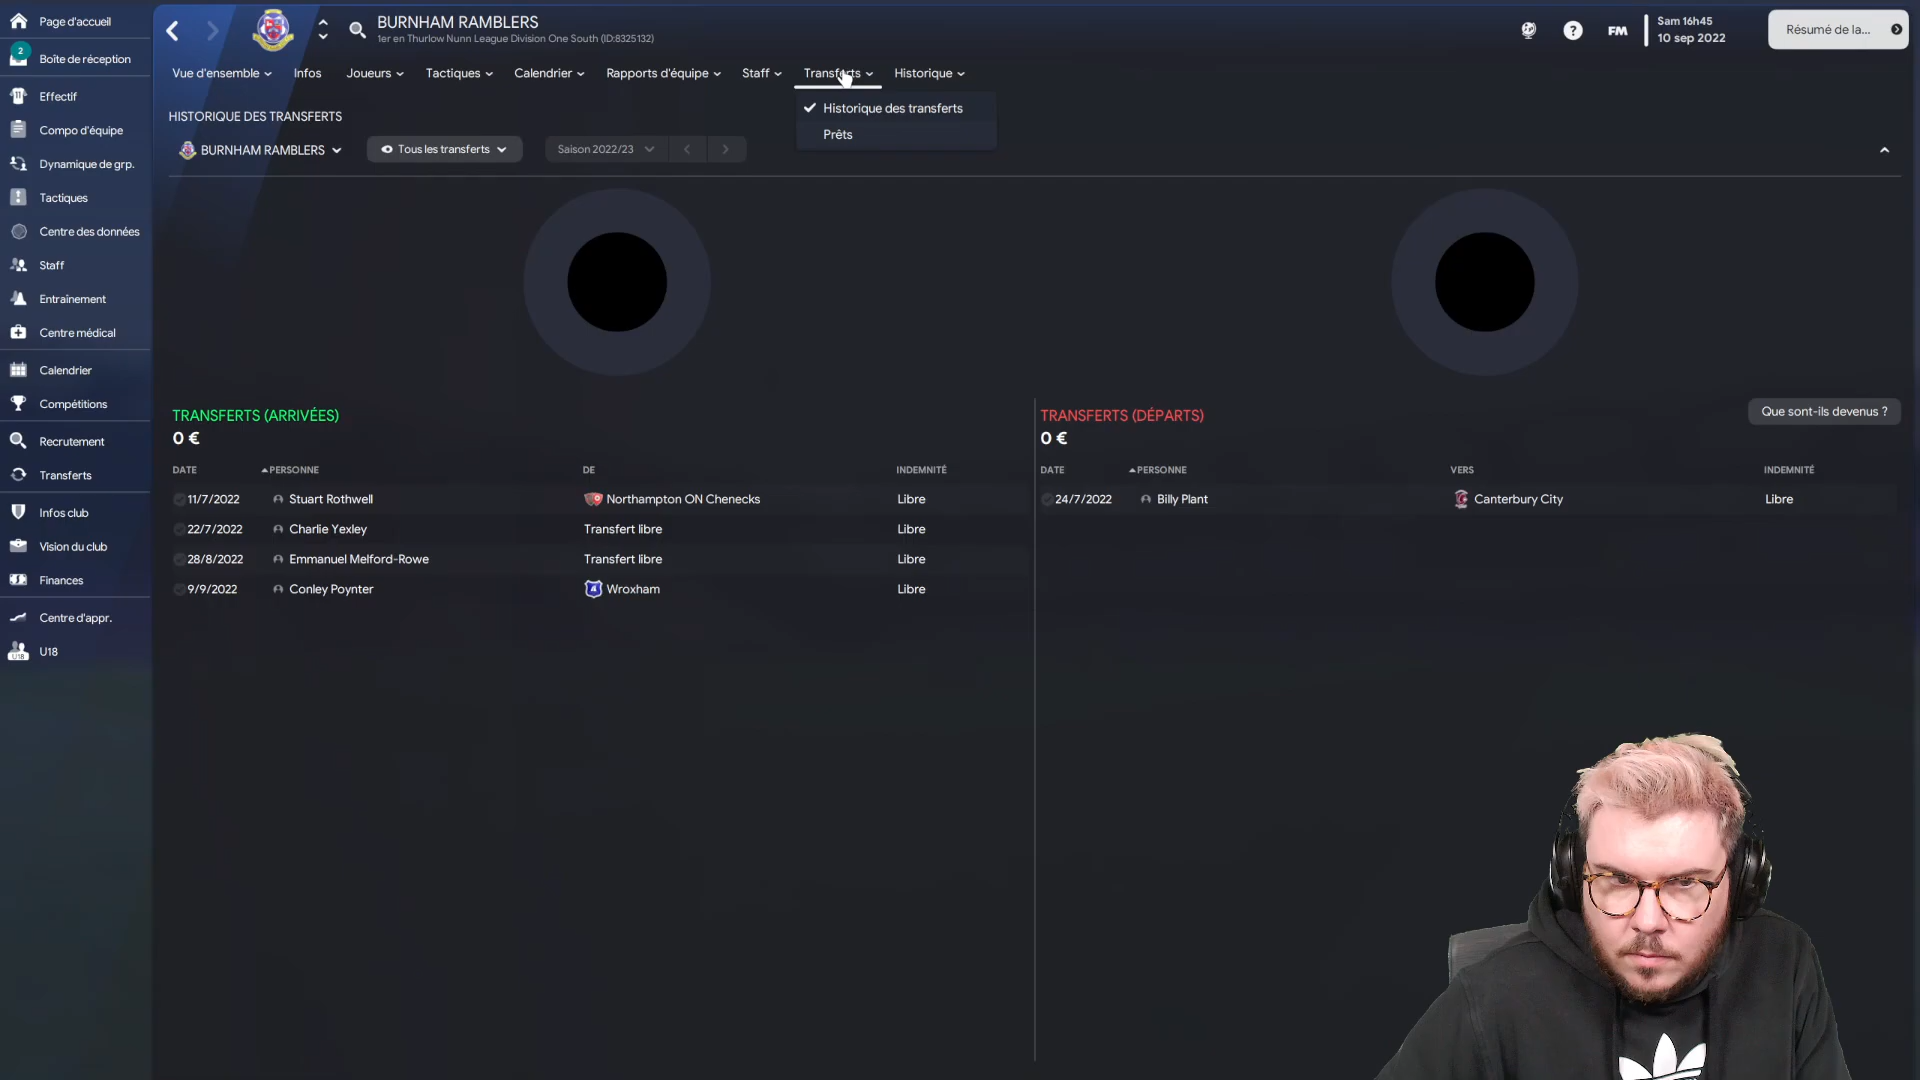 Page d'accueil
2
Boîte de réception
Effectif
Compo d'équipe
Dynamique de grp.
Tactiques
Centre des données
Staff
Entraînement
Centre médical
Calendrier
Compétitions
Recrutement
Transferts
Infos club
Vision du club
Finances
Centre d'appr.
U18
U18
BURNHAM RAMBLERS
1er en Thurlow Nunn League Division One South (ID:8325132)
FM
Sam 16h45
10 sep 2022
Résumé de la...
Vue d'ensemble
Infos
Joueurs
Tactiques
Calendrier
Rapports d'équipe
Staff
Transferts
Historique
Historique des transferts
Prêts
HISTORIQUE DES TRANSFERTS
BURNHAM RAMBLERS
Tous les transferts
Saison 2022/23
TRANSFERTS (ARRIVÉES)
0 €
DATE PERSONNE DE INDEMNITÉ
11/7/2022 Stuart Rothwell Northampton ON Chenecks Libre
22/7/2022 Charlie Yexley Transfert libre Libre
28/8/2022 Emmanuel Melford-Rowe Transfert libre Libre
9/9/2022 Conley Poynter Wroxham Libre
TRANSFERTS (DÉPARTS)
0 €
Que sont-ils devenus ?
DATE PERSONNE VERS INDEMNITÉ
24/7/2022 Billy Plant Canterbury City Libre